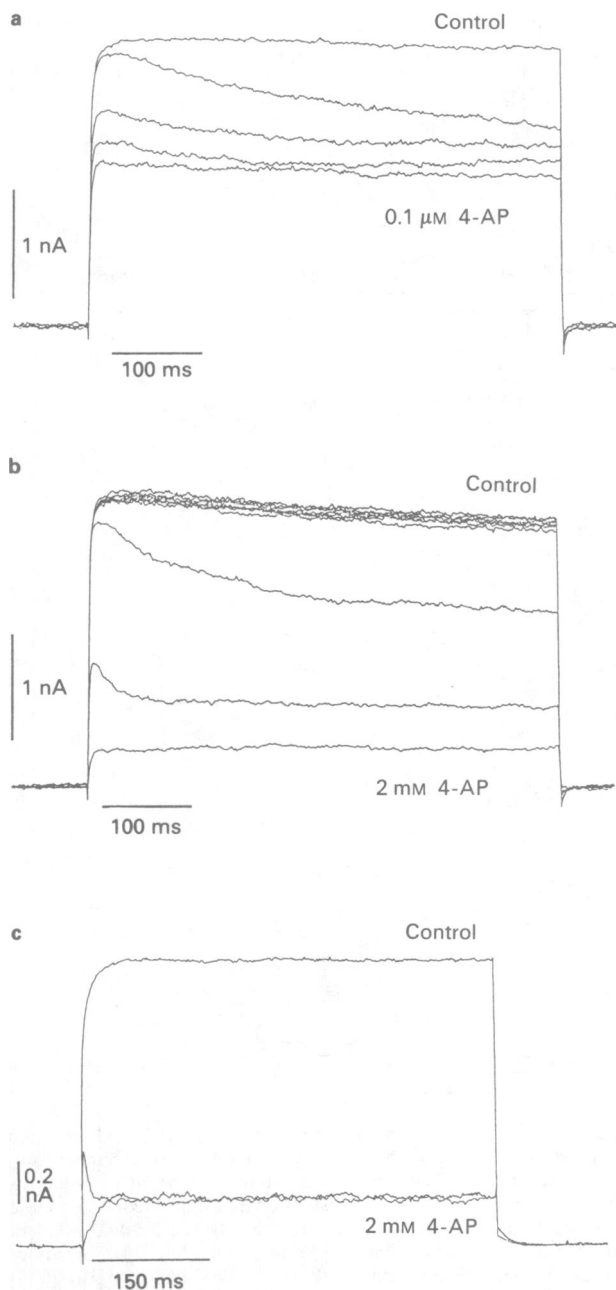 a
Control
0.1 μM 4-AP
1 nA
100 ms
b
Control
1 nA
2 mM 4-AP
100 ms
c
Control
0.2
nA
2 mM 4-AP
150 ms